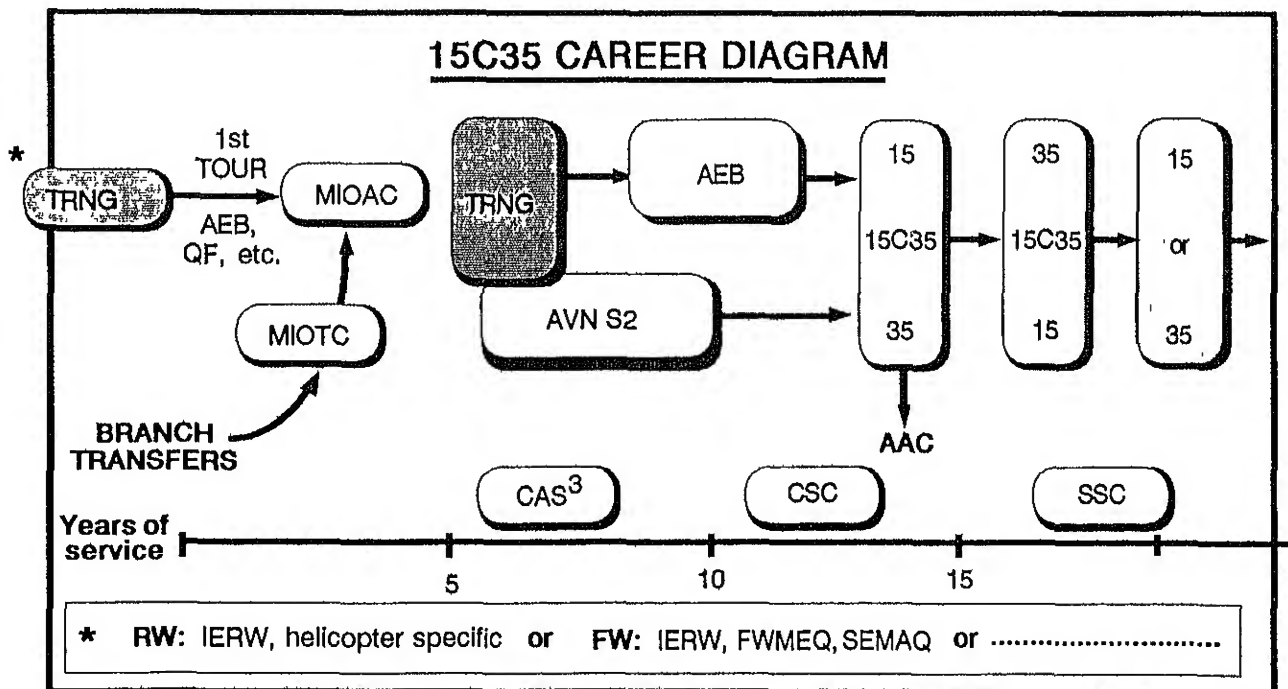 15C35 CAREER DIAGRAM
*
TRNG
1st
TOUR
AEB,
QF, etc.
MIOAC
MIOTC
BRANCH
TRANSFERS
TRNG
AEB
AVN S2
15
15C35
35
AAC
35
15C35
15
15
or
35
CAS³
CSC
SSC
Years of
service
5
10
15
* RW: IERW, helicopter specific or FW: IERW, FWMEQ, SEMAQ or ..............................